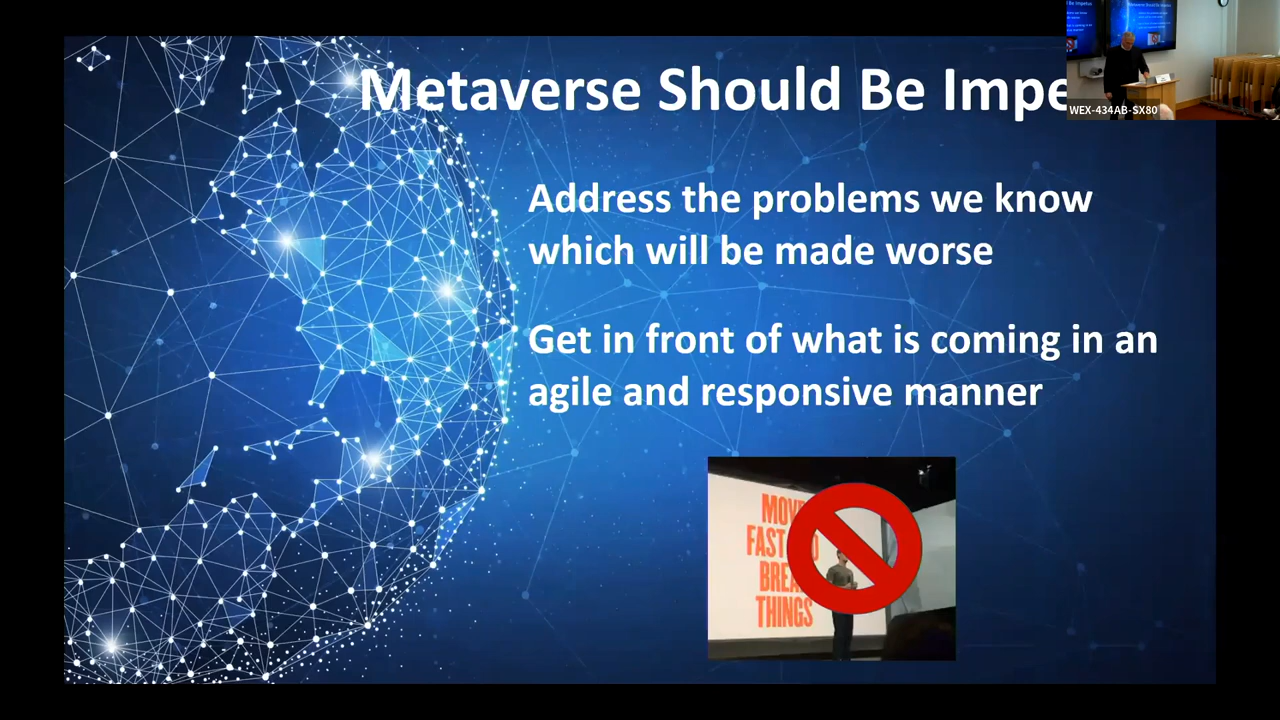 Metaverse Should Be Impe
WEX-434AB-SX80
Address the problems we know
which will be made worse
Get in front of what is coming in an
agile and responsive manner
MOVE
FAST
BREA
THINGS